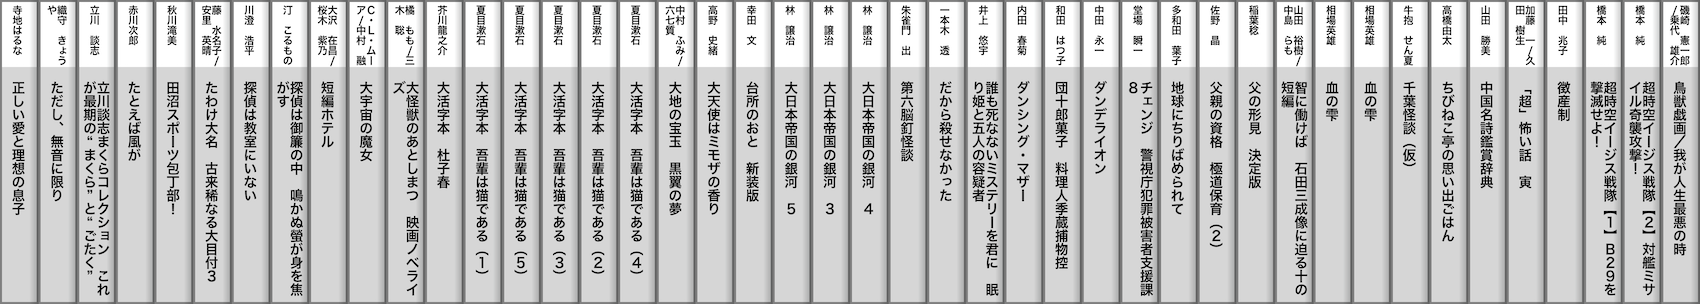 磯﨑 憲一郎
/乗代 雄介
鳥獣戯画／我が人生最悪の時
橋本 純
超時空イージス戦隊【２】対艦ミサ
イル奇襲攻撃！
橋本 純
超時空イージス戦隊【１】Ｂ２９を
撃滅せよ！
田中 兆子
徴産制
加藤 一/久
田 樹生
「超」怖い話 寅
山田 勝美
中国名詩鑑賞辞典
高橋由太
ちびねこ亭の思い出ごはん
牛抱 せん夏
千葉怪談（仮）
相場英雄
血の雫
相場英雄
血の雫
山田 裕樹/
中島 らも
智に働けば 石田三成像に迫る十の
短編
稲葉稔
父の形見 決定版
佐野 晶
父親の資格 極道保育（２）
多和田 葉子
地球にちりばめられて
堂場 瞬一
チェンジ 警視庁犯罪被害者支援課
８
中田 永一
ダンデライオン
和田 はつ子
団十郎菓子 料理人季蔵捕物控
内田 春菊
ダンシング・マザー
井上 悠宇
誰も死なないミステリーを君に 眠
り姫と五人の容疑者
一本木 透
だから殺せなかった
朱雀門 出
第六脳釘怪談
林 譲治
大日本帝国の銀河 ４
林 譲治
大日本帝国の銀河 ３
林 譲治
大日本帝国の銀河 ５
幸田 文
台所のおと 新装版
高野 史緒
大天使はミモザの香り
中村 ふみ/
六七質
大地の宝玉 黒翼の夢
夏目漱石
大活字本 吾輩は猫である（４）
夏目漱石
大活字本 吾輩は猫である（２）
夏目漱石
大活字本 吾輩は猫である（３）
夏目漱石
大活字本 吾輩は猫である（５）
夏目漱石
大活字本 吾輩は猫である（１）
芥川龍之介
大活字本 杜子春
橘 もも/三
木 聡
大怪獣のあとしまつ 映画ノベライ
ズ
Ｃ・Ｌ・ムー
ア/中村 融
大宇宙の魔女
大沢 在昌/
桜木 紫乃
短編ホテル
汀 こるもの
探偵は御簾の中 鳴かぬ螢が身を焦
がす
川澄 浩平
探偵は教室にいない
藤 水名子/
安里 英晴
たわけ大名 古来稀なる大目付３
秋川滝美
田沼スポーツ包丁部！
赤川次郎
たとえば風が
立川 談志
立川談志まくらコレクション これ
が最期の“まくら”と“ごたく”
織守 きょう
や
ただし、無音に限り
寺地はるな
正しい愛と理想の息子